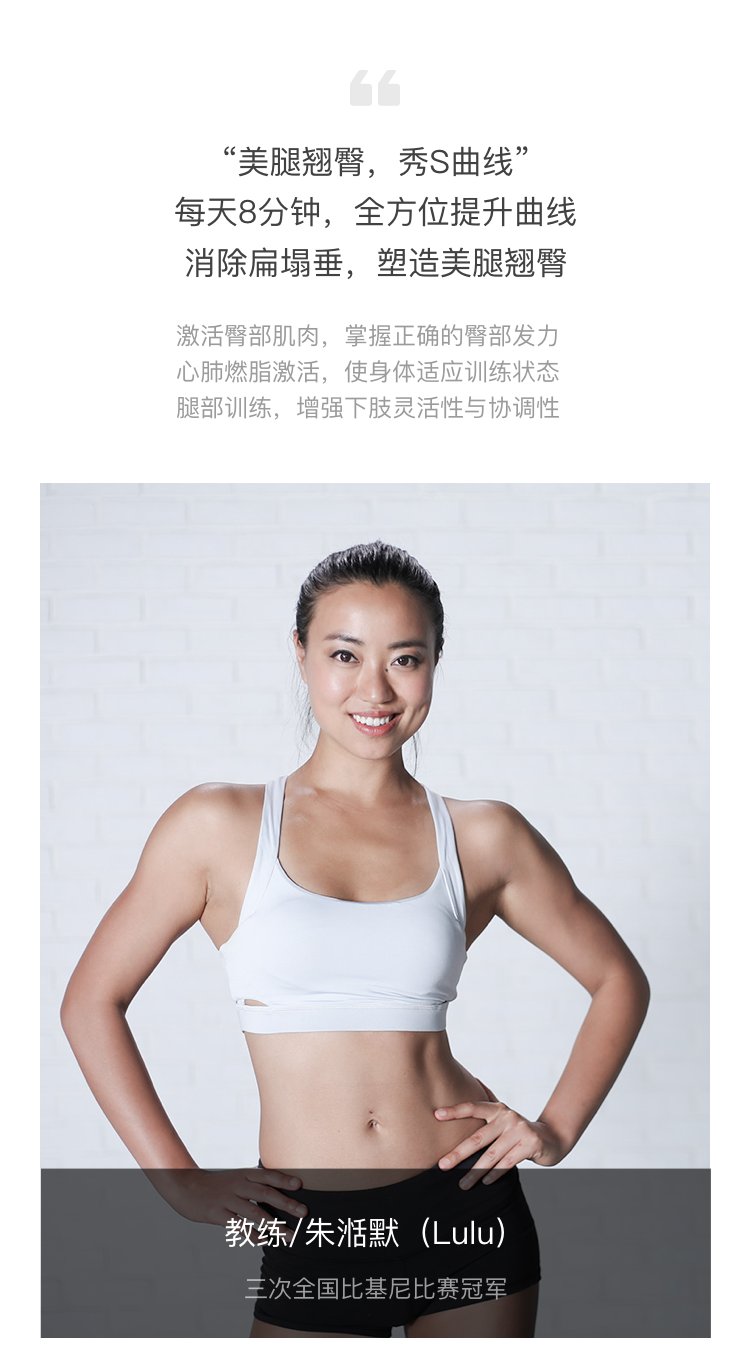 “美腿翘臀，秀S曲线”
每天8分钟，全方位提升曲线
消除扁塌垂，塑造美腿翘臀
激活臀部肌肉，掌握正确的臀部发力
心肺燃脂激活，使身体适应训练状态
腿部训练，增强下肢灵活性与协调性
教练/朱湉默（Lulu）
三次全国比基尼比赛冠军